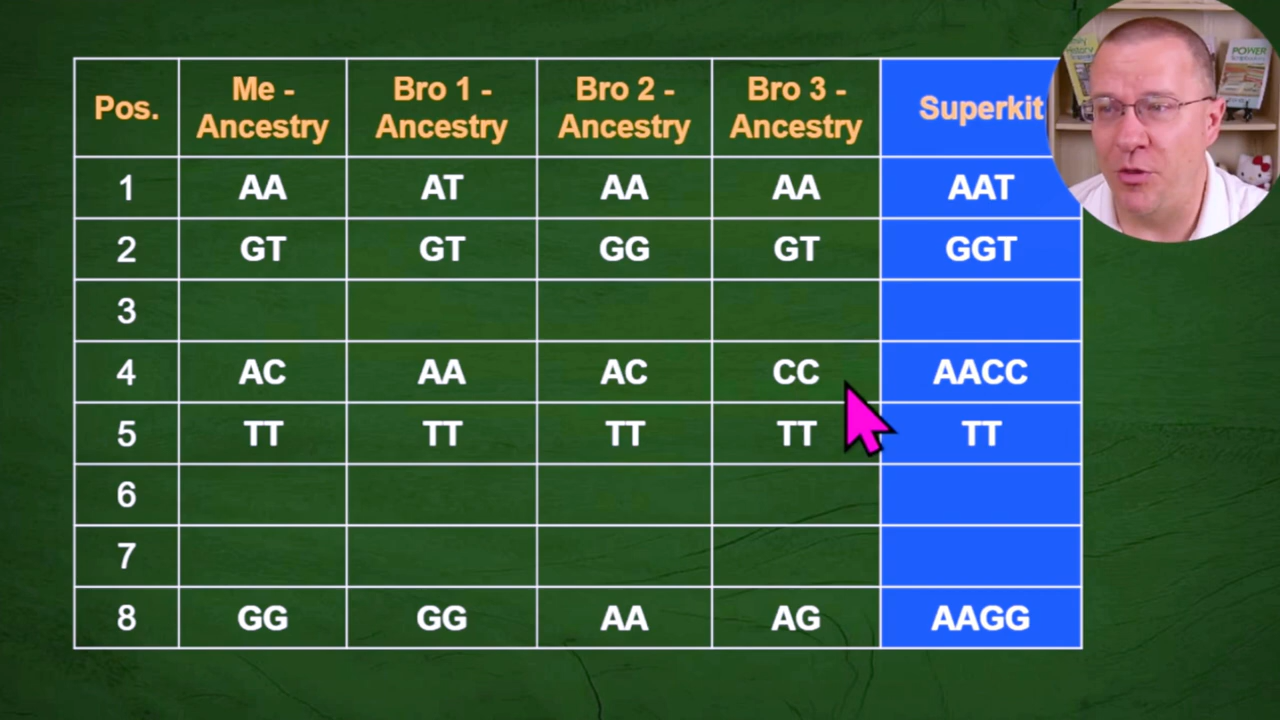 Pos. Me - Ancestry Bro 1 - Ancestry Bro 2 - Ancestry Bro 3 - Ancestry Superkit
1 AA AT AA AA AAT
2 GT GT GG GT GGT
3
4 AC AA AC CC AACC
5 TT TT TT TT TT
6
7
8 GG GG AA AG AAGG
POWER